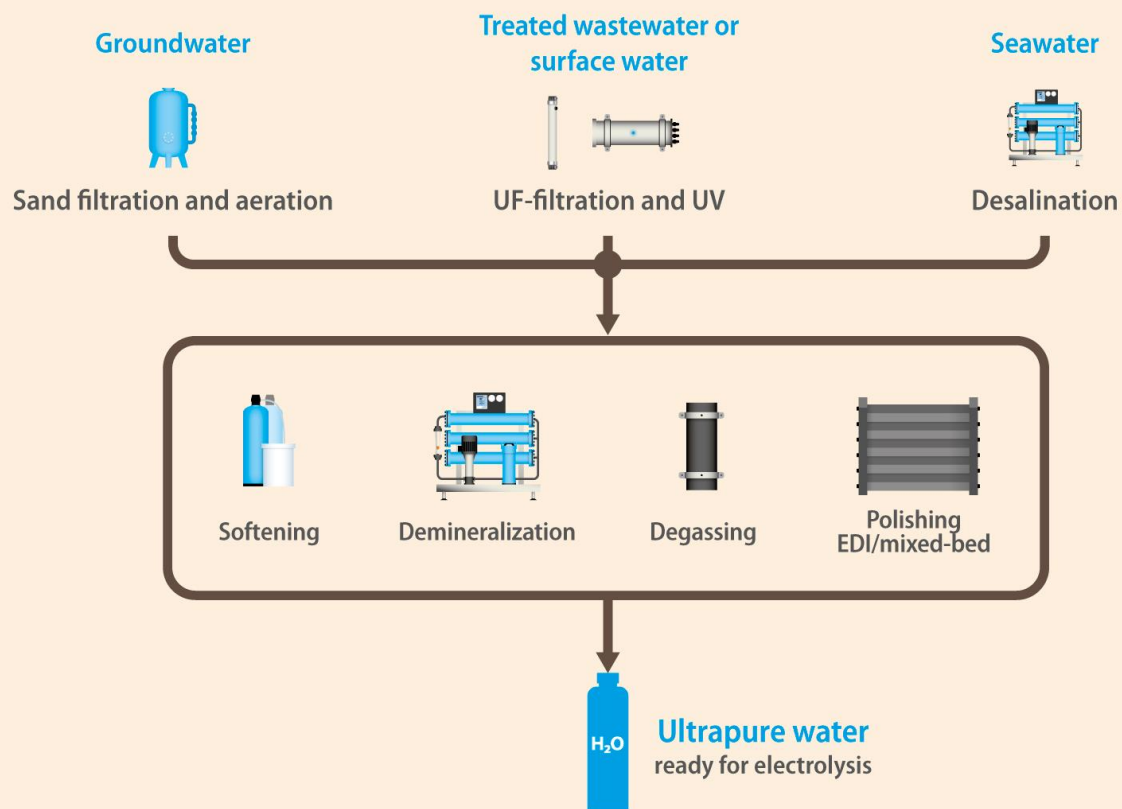 Groundwater
Treated wastewater or
surface water
Seawater
Sand filtration and aeration
UF-filtration and UV
Desalination
Softening
Demineralization
Degassing
Polishing
EDI/mixed-bed
H₂O
Ultrapure water
ready for electrolysis